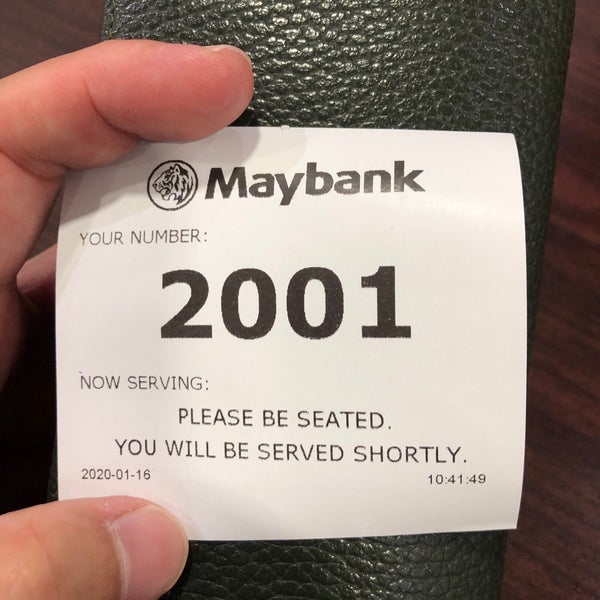 Maybank
YOUR NUMBER:
2001
NOW SERVING:
PLEASE BE SEATED.
YOU WILL BE SERVED SHORTLY.
2020-01-16 10:41:49